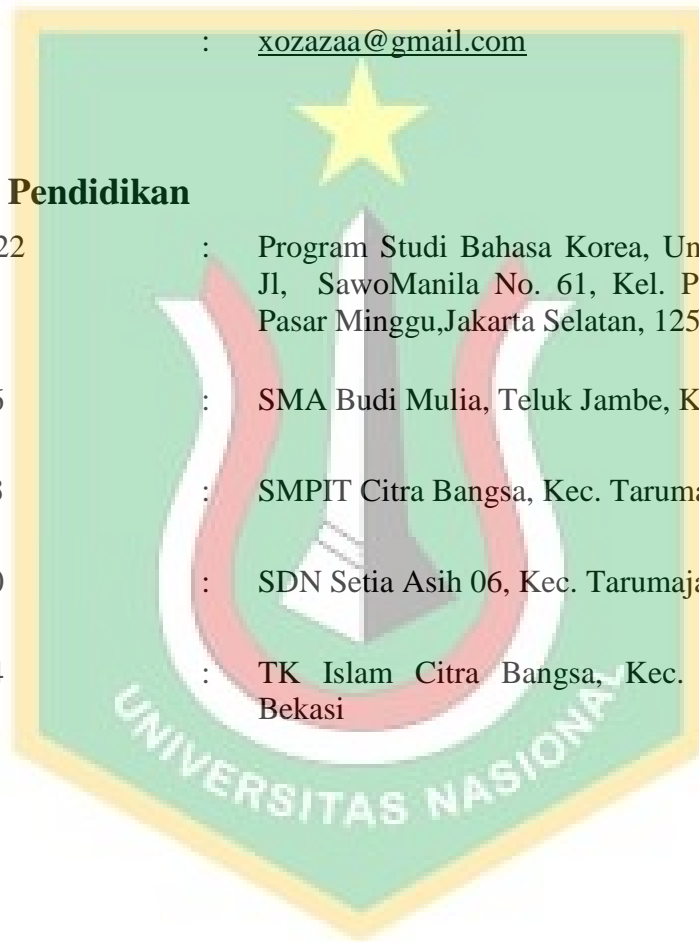 : xozazaa@gmail.com
Pendidikan
22 : Program Studi Bahasa Korea, Un
Jl, SawoManila No. 61, Kel. P
Pasar Minggu,Jakarta Selatan, 125
: SMA Budi Mulia, Teluk Jambe, K
3 : SMPIT Citra Bangsa, Kec. Taruma
0 : SDN Setia Asih 06, Kec. Tarumaja
4 : TK Islam Citra Bangsa, Kec.
Bekasi
UNIVERSITAS NASIONAL